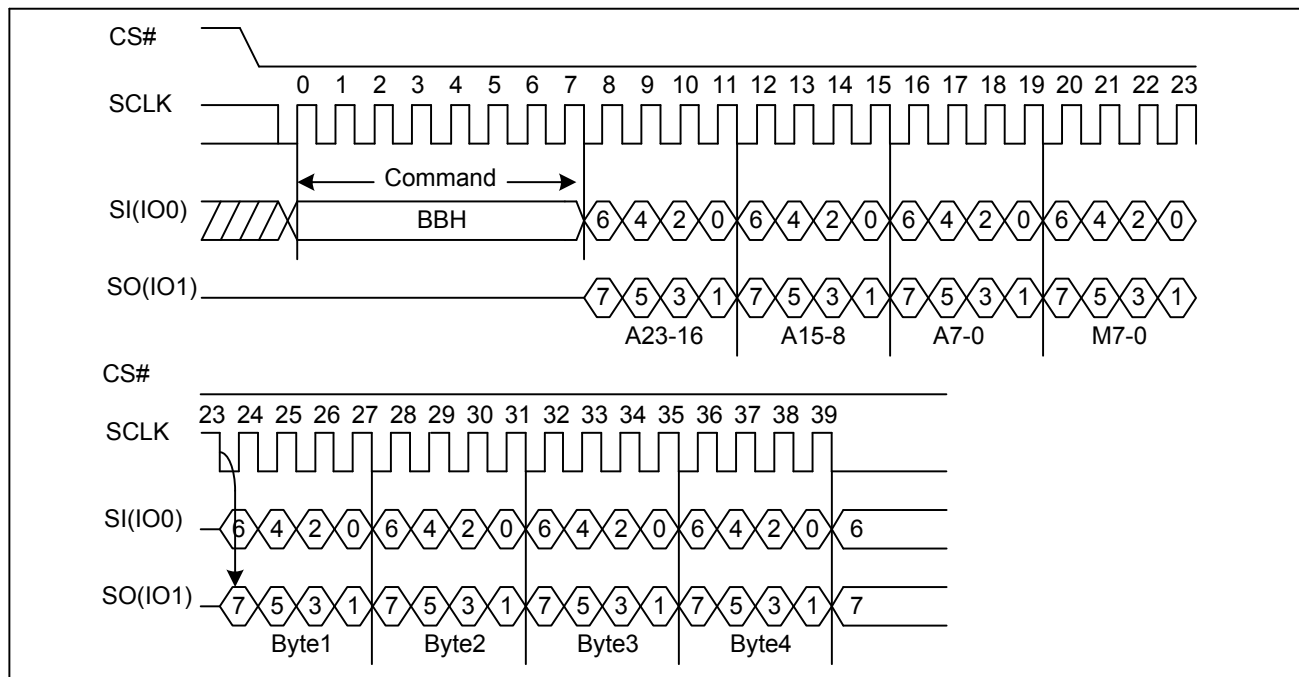 CS#
0 1 2 3 4 5 6 7 8 9 10 11 12 13 14 15 16 17 18 19 20 21 22 23
SCLK
Command
SI(IO0) BBH 6 4 2 0 6 4 2 0 6 4 2 0 6 4 2 0
SO(IO1) 7 5 3 1 7 5 3 1 7 5 3 1 7 5 3 1
A23-16 A15-8 A7-0 M7-0
CS#
23 24 25 26 27 28 29 30 31 32 33 34 35 36 37 38 39
SCLK
SI(IO0) 6 4 2 0 6 4 2 0 6 4 2 0 6 4 2 0 6
SO(IO1) 7 5 3 1 7 5 3 1 7 5 3 1 7 5 3 1 7
Byte1 Byte2 Byte3 Byte4